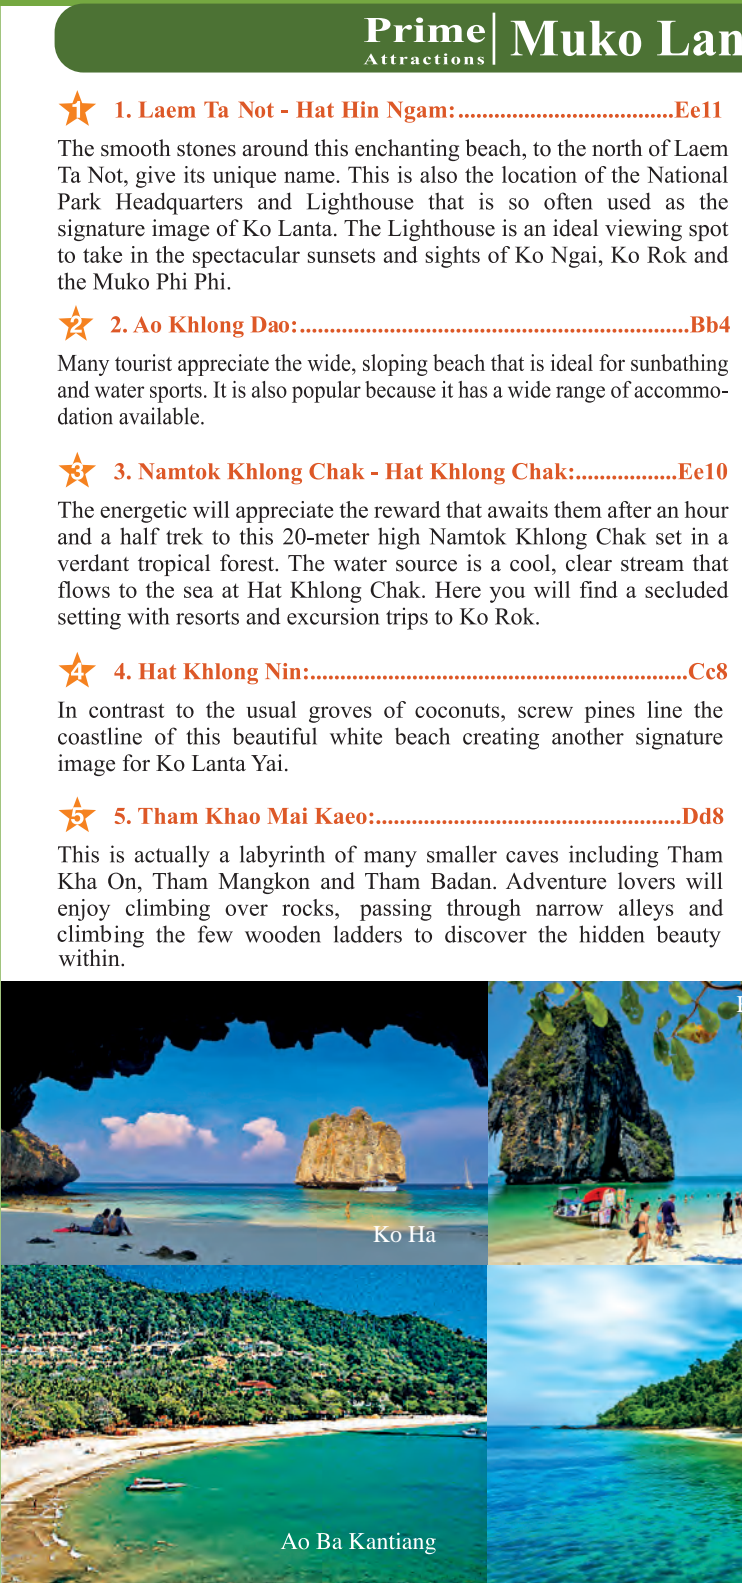 Prime
Attractions
Muko Lan
1 1. Laem Ta Not - Hat Hin Ngam:....................................Ee11
The smooth stones around this enchanting beach, to the north of Laem
Ta Not, give its unique name. This is also the location of the National
Park Headquarters and Lighthouse that is so often used as the
signature image of Ko Lanta. The Lighthouse is an ideal viewing spot
to take in the spectacular sunsets and sights of Ko Ngai, Ko Rok and
the Muko Phi Phi.
2 2. Ao Khlong Dao:.................................................................Bb4
Many tourist appreciate the wide, sloping beach that is ideal for sunbathing
and water sports. It is also popular because it has a wide range of accommo-
dation available.
3 3. Namtok Khlong Chak - Hat Khlong Chak:.................Ee10
The energetic will appreciate the reward that awaits them after an hour
and a half trek to this 20-meter high Namtok Khlong Chak set in a
verdant tropical forest. The water source is a cool, clear stream that
flows to the sea at Hat Khlong Chak. Here you will find a secluded
setting with resorts and excursion trips to Ko Rok.
4 4. Hat Khlong Nin:...............................................................Cc8
In contrast to the usual groves of coconuts, screw pines line the
coastline of this beautiful white beach creating another signature
image for Ko Lanta Yai.
5 5. Tham Khao Mai Kaeo:...................................................Dd8
This is actually a labyrinth of many smaller caves including Tham
Kha On, Tham Mangkon and Tham Badan. Adventure lovers will
enjoy climbing over rocks, passing through narrow alleys and
climbing the few wooden ladders to discover the hidden beauty
within.
Ko Ha
Ao Ba Kantiang